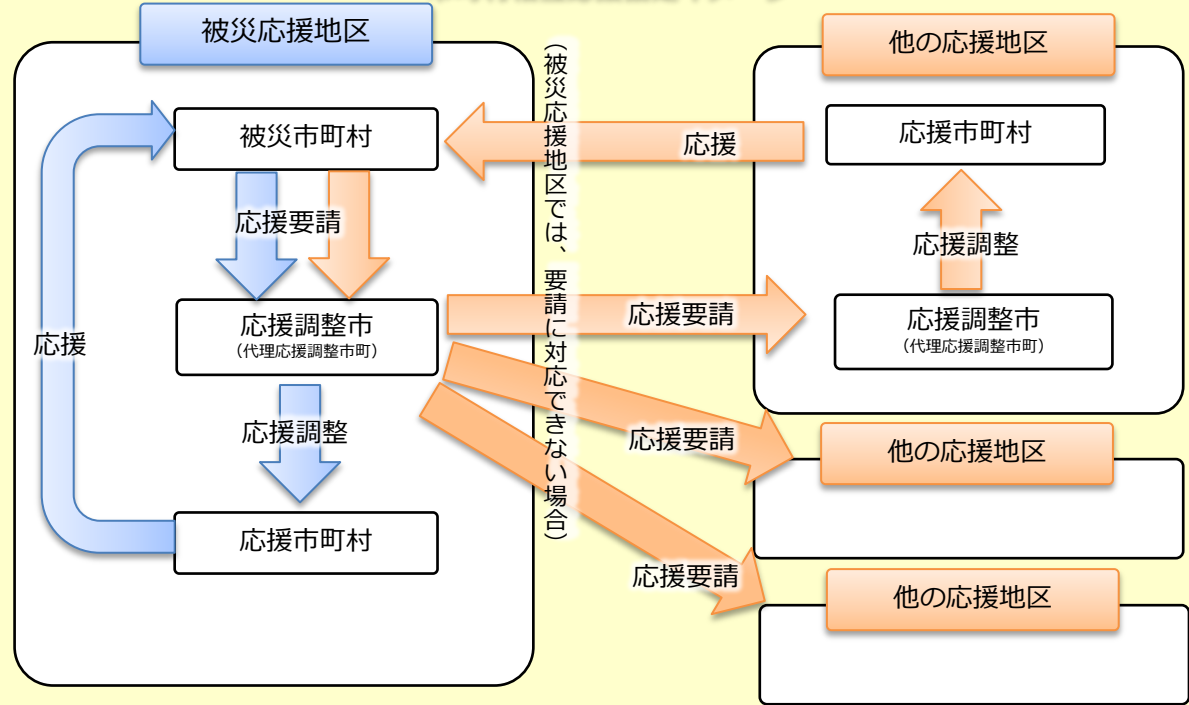 被災応援地区
被災市町村
応援要請
応援調整市
(代理応援調整市町)
応援調整
応援市町村
応援
(被災応援地区では、要請に対応できない場合)
他の応援地区
応援市町村
応援
応援調整
応援調整市
(代理応援調整市町)
応援要請
他の応援地区
応援要請
他の応援地区
応援要請